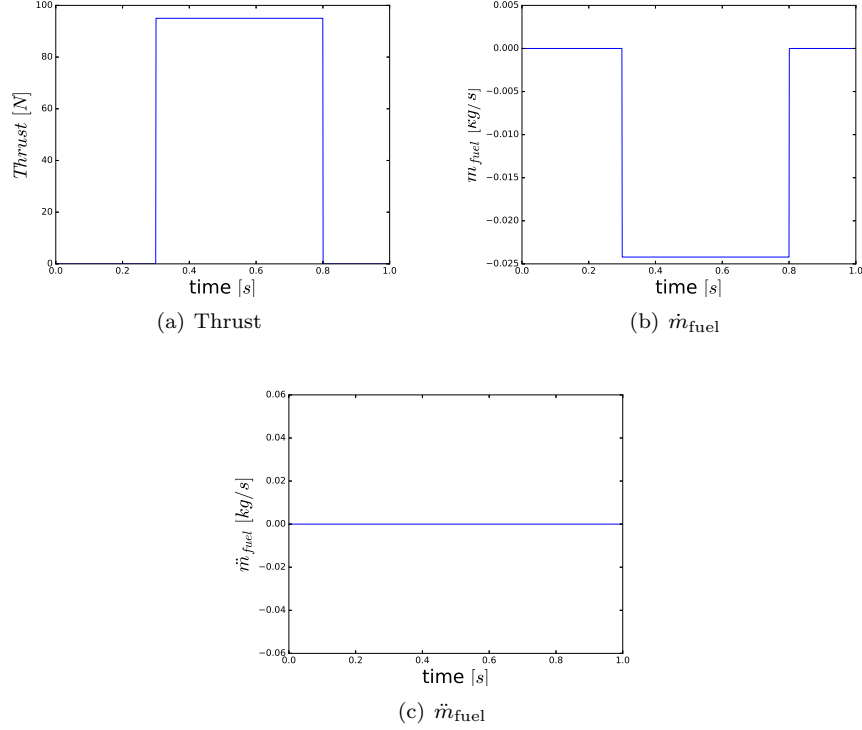 100
80
60
40
20
0
Thrust [N]
0.0 0.2 0.4 0.6 0.8 1.0
time [s]
(a) Thrust
0.005
0.000
−0.005
−0.010
−0.015
−0.020
−0.025
ṁ_fuel [kg/s]
0.0 0.2 0.4 0.6 0.8 1.0
time [s]
(b) ṁ_fuel
0.06
0.04
0.02
0.00
−0.02
−0.04
−0.06
m̈_fuel [kg/s]
0.0 0.2 0.4 0.6 0.8 1.0
time [s]
(c) m̈_fuel